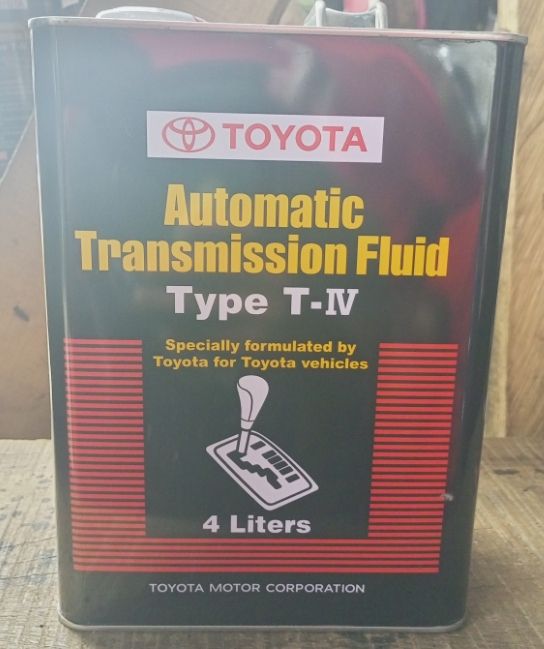 TOYOTA
Automatic
Transmission Fluid
Type T-IV
Specially formulated by
Toyota for Toyota vehicles
4 Liters
TOYOTA MOTOR CORPORATION